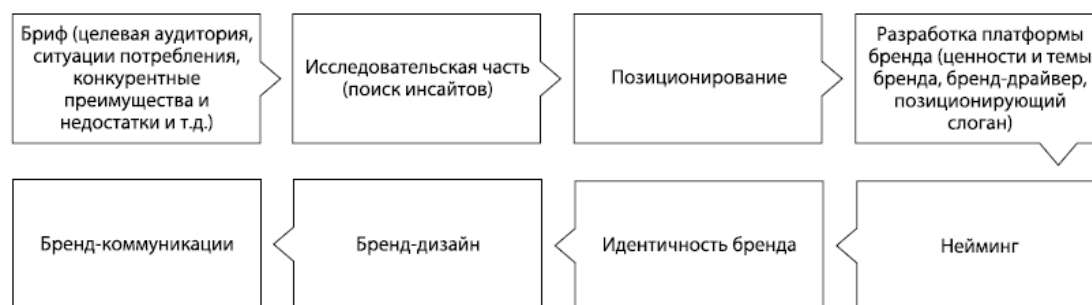 Бриф (целевая аудитория,
ситуации потребления,
конкурентные
преимущества и
недостатки и т.д.)
Исследовательская часть
(поиск инсайтов)
Позиционирование
Разработка платформы
бренда (ценности и темы
бренда, бренд-драйвер,
позиционирующий
слоган)
Нейминг
Идентичность бренда
Бренд-дизайн
Бренд-коммуникации